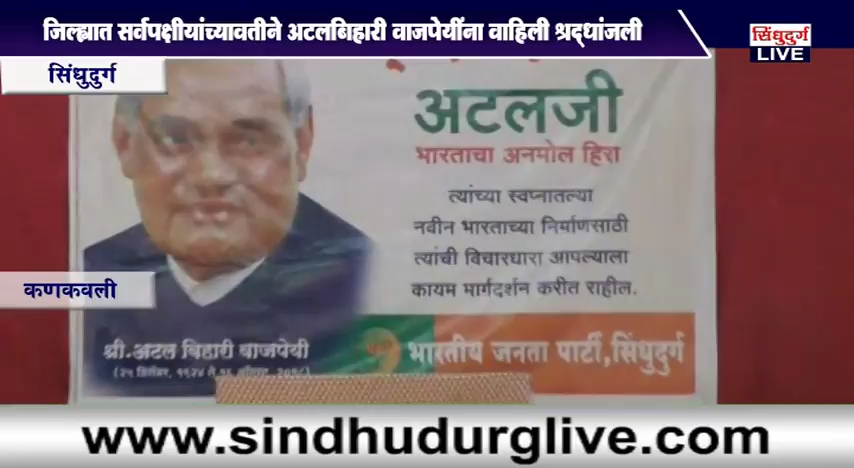 जिल्ह्यात सर्वपक्षीयांच्यावतीने अटलबिहारी वाजपेयींना वाहिली श्रद्धांजली
सिंधुदुर्ग
LIVE
सिंधुदुर्ग
अटलजी
भारताचा अनमोल हिरा
त्यांच्या स्वप्नातल्या
नवीन भारताच्या निर्माणसाठी
त्यांची विचारधारा आपल्याला
कायम मार्गदर्शन करीत राहील.
कणकवली
श्री. अटल बिहारी वाजपेयी
भारतीय जनता पार्टी, सिंधुदुर्ग
www.sindhudurglive.com